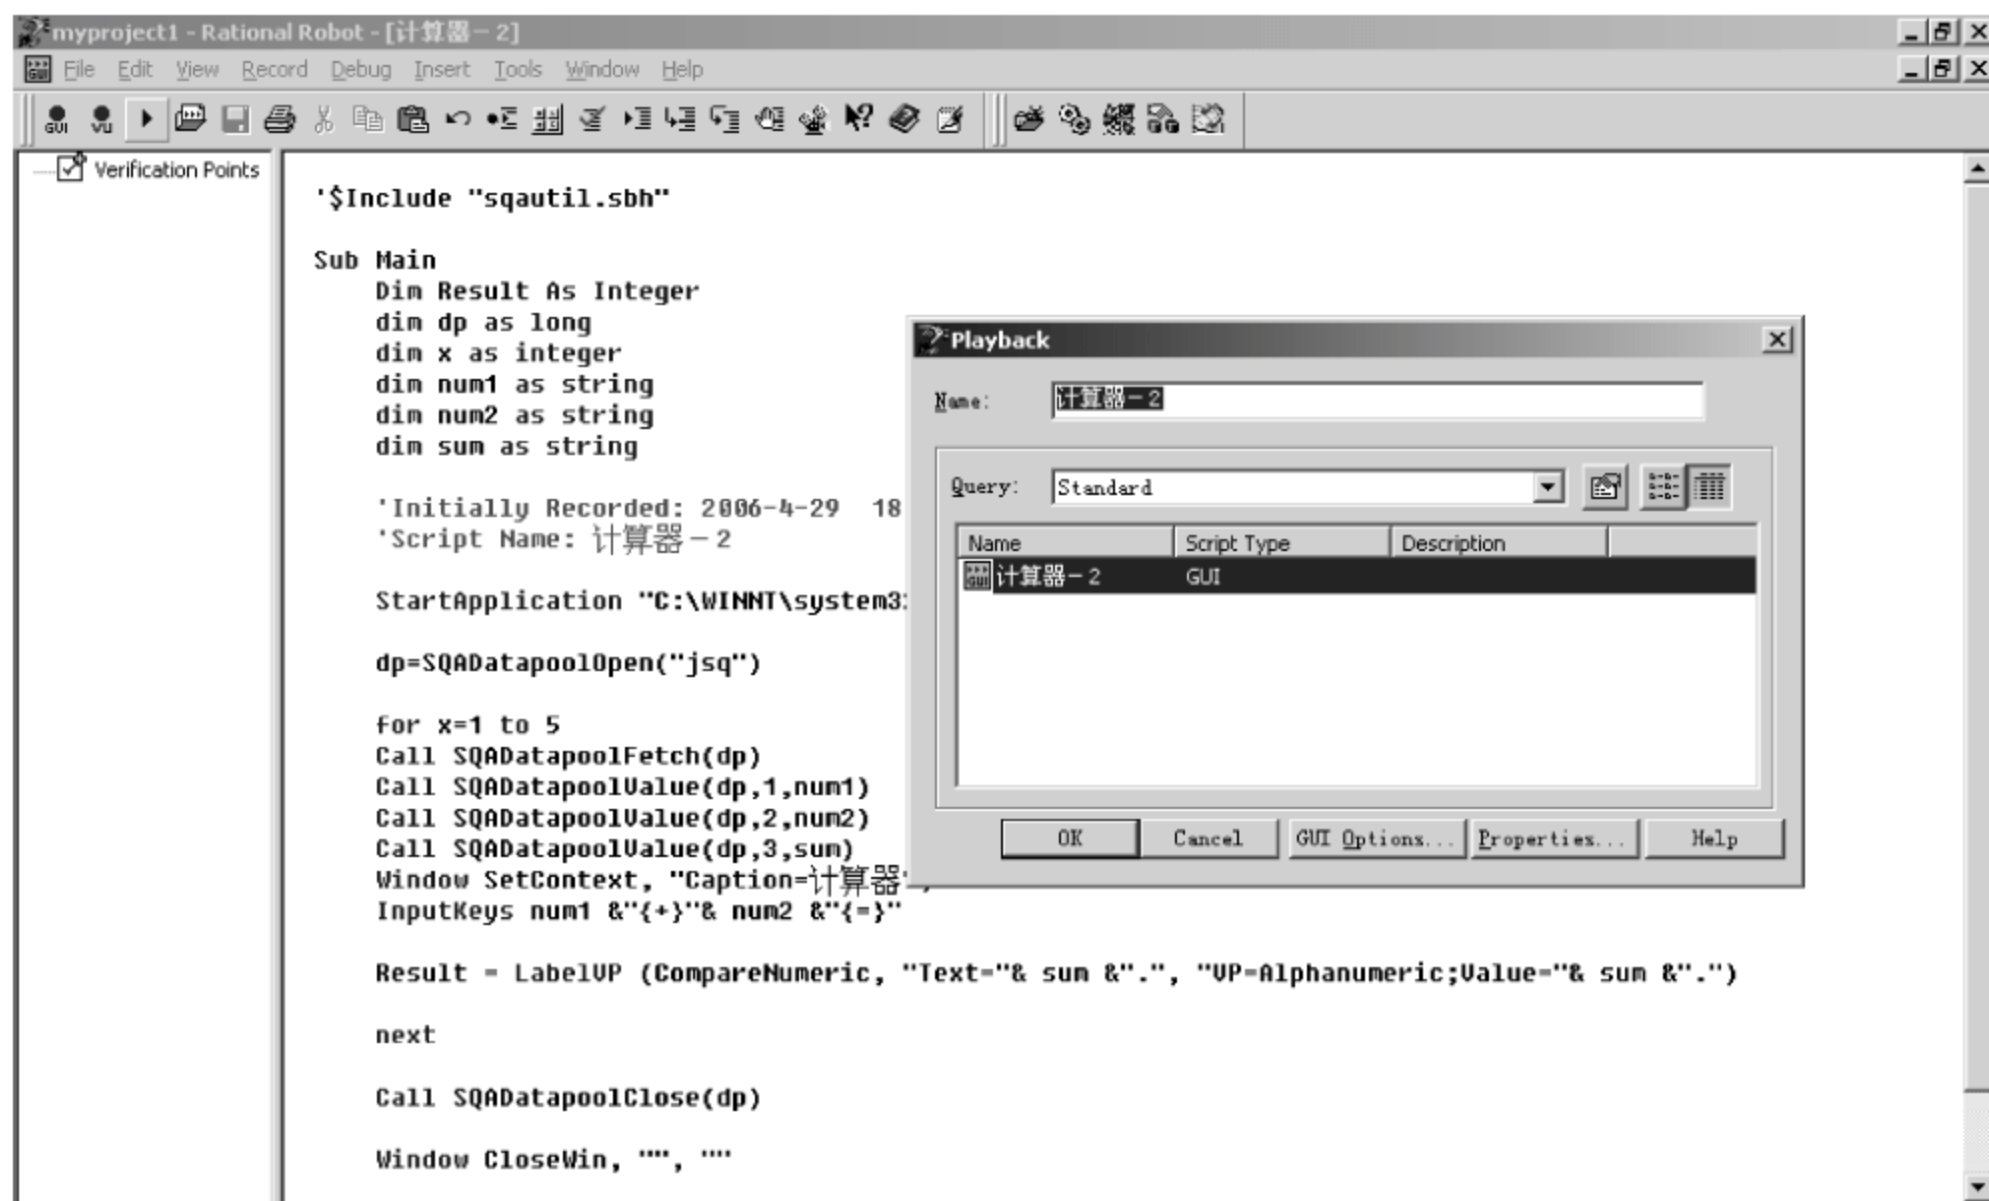 myproject1 - Rational Robot - [计算器－2]
File Edit View Record Debug Insert Tools Window Help
GUI VU
Verification Points
'$Include "sqautil.sbh"
Sub Main
Dim Result As Integer
dim dp as long
dim x as integer
dim num1 as string
dim num2 as string
dim sum as string
'Initially Recorded: 2006-4-29 18
'Script Name: 计算器－2
StartApplication "C:\WINNT\system3
dp=SQADatapoolOpen("jsq")
for x=1 to 5
Call SQADatapoolFetch(dp)
Call SQADatapoolValue(dp,1,num1)
Call SQADatapoolValue(dp,2,num2)
Call SQADatapoolValue(dp,3,sum)
Window SetContext, "Caption=计算器",
InputKeys num1 &"{+}"& num2 &"{=}"
Result = LabelVP (CompareNumeric, "Text="& sum &".", "VP=Alphanumeric;Value="& sum &".")
next
Call SQADatapoolClose(dp)
Window CloseWin, "", ""
Playback
Name: 计算器－2
Query: Standard
Name Script Type Description
计算器－2 GUI
OK Cancel GUI Options... Properties... Help